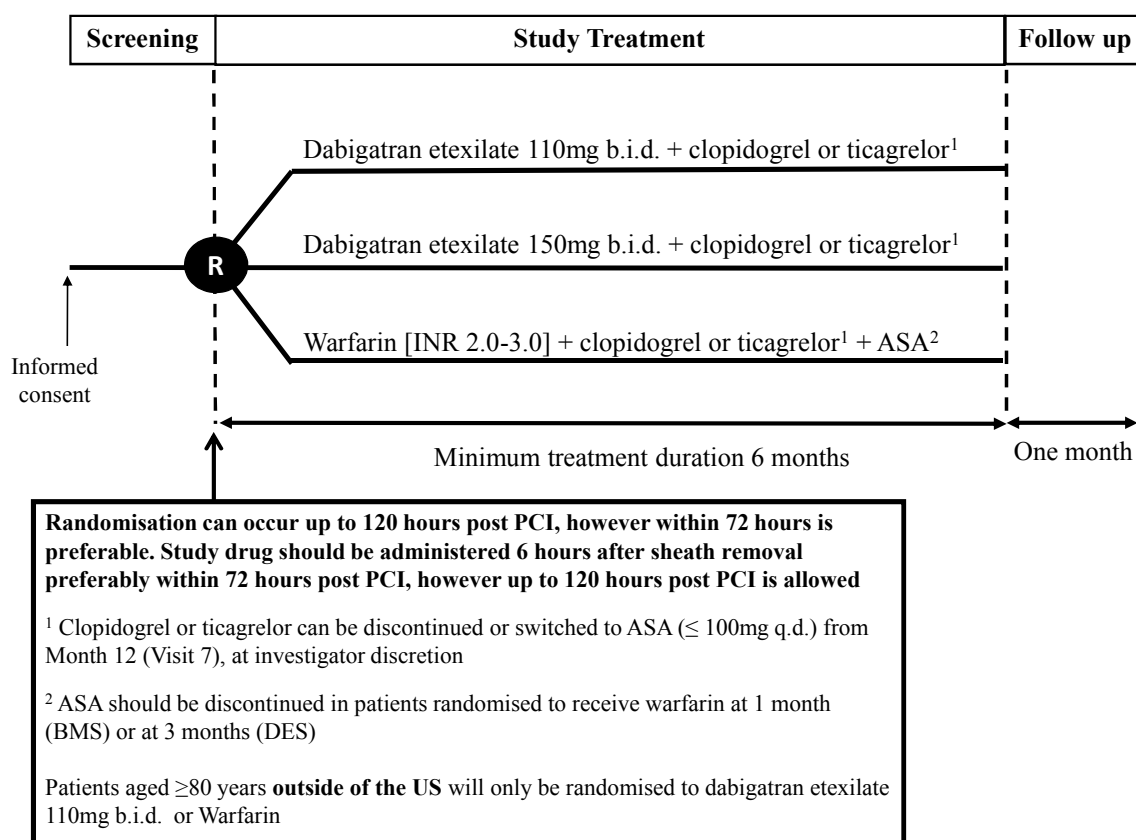 Screening
Study Treatment
Follow up
Dabigatran etexilate 110mg b.i.d. + clopidogrel or ticagrelor¹
Dabigatran etexilate 150mg b.i.d. + clopidogrel or ticagrelor¹
R
Warfarin [INR 2.0-3.0] + clopidogrel or ticagrelor¹ + ASA²
Informed
consent
Minimum treatment duration 6 months
One month
Randomisation can occur up to 120 hours post PCI, however within 72 hours is
preferable. Study drug should be administered 6 hours after sheath removal
preferably within 72 hours post PCI, however up to 120 hours post PCI is allowed
¹ Clopidogrel or ticagrelor can be discontinued or switched to ASA (≤ 100mg q.d.) from
Month 12 (Visit 7), at investigator discretion
² ASA should be discontinued in patients randomised to receive warfarin at 1 month
(BMS) or at 3 months (DES)
Patients aged ≥80 years outside of the US will only be randomised to dabigatran etexilate
110mg b.i.d. or Warfarin